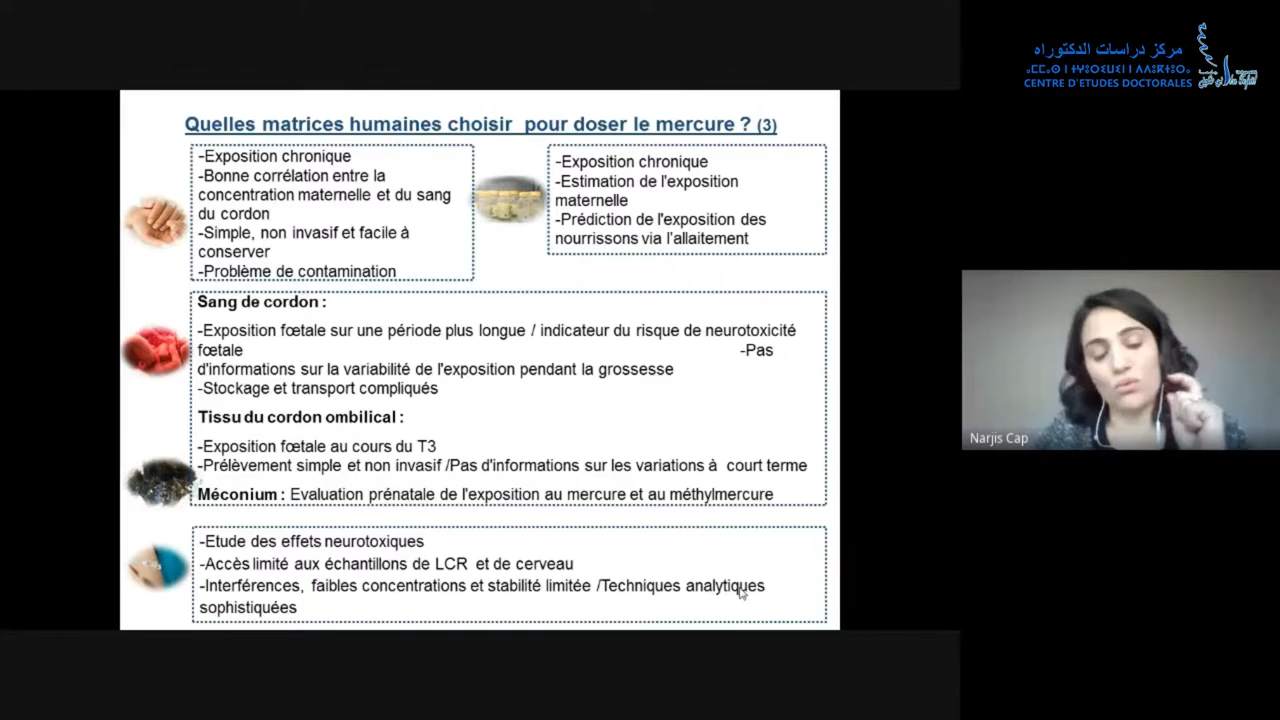 مركز دراسات الدكتوراه
CENTRE D'ETUDES DOCTORALES
Quelles matrices humaines choisir pour doser le mercure ? (3)
-Exposition chronique
-Bonne corrélation entre la
concentration maternelle et du sang
du cordon
-Simple, non invasif et facile à
conserver
-Problème de contamination
-Exposition chronique
-Estimation de l'exposition
maternelle
-Prédiction de l'exposition des
nourrissons via l'allaitement
Sang de cordon :
-Exposition fœtale sur une période plus longue / indicateur du risque de neurotoxicité
fœtale -Pas
d'informations sur la variabilité de l'exposition pendant la grossesse
-Stockage et transport compliqués
Tissu du cordon ombilical :
-Exposition fœtale au cours du T3
-Prélèvement simple et non invasif /Pas d'informations sur les variations à court terme
Méconium : Evaluation prénatale de l'exposition au mercure et au méthylmercure
-Etude des effets neurotoxiques
-Accès limité aux échantillons de LCR et de cerveau
-Interférences, faibles concentrations et stabilité limitée /Techniques analytiques
sophistiquées
Narjis Cap